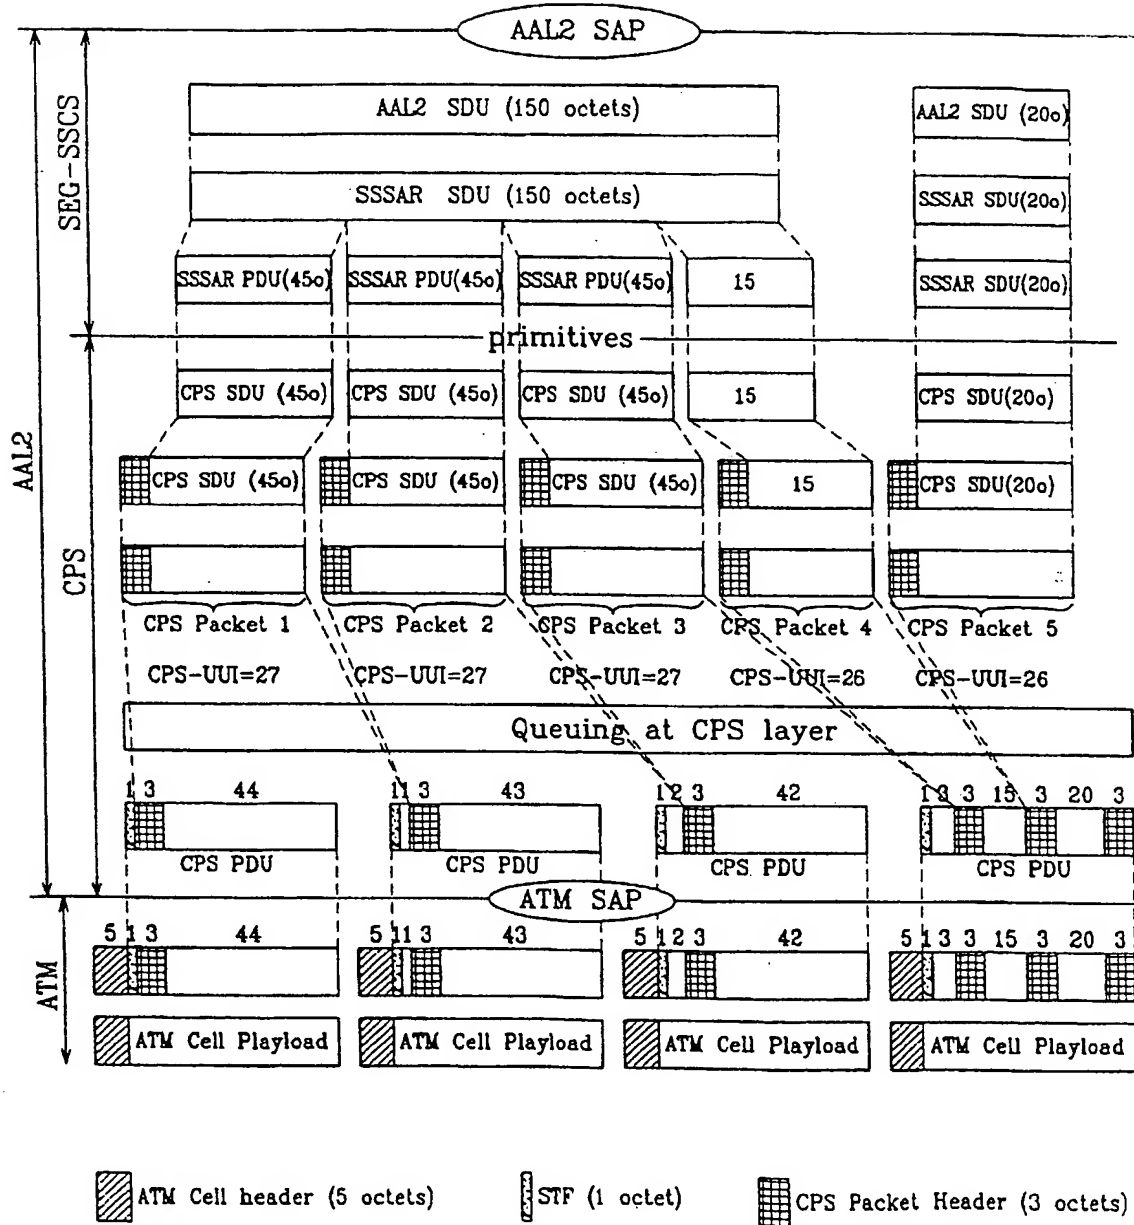 AAL2 SAP
AAL2 SDU (150 octets)
AAL2 SDU (20o)
SEG-SSCS
SSSAR SDU (150 octets)
SSSAR SDU(20o)
SSSAR PDU(45o) SSSAR PDU(45o) SSSAR PDU(45o) 15 SSSAR SDU(20o)
primitives
AAL2
CPS SDU (45o) CPS SDU (45o) CPS SDU (45o) 15 CPS SDU(20o)
CPS SDU (45o) CPS SDU (45o) CPS SDU (45o) 15 CPS SDU(20o)
CPS
CPS Packet 1 CPS Packet 2 CPS Packet 3 CPS Packet 4 CPS Packet 5
CPS-UUI=27 CPS-UUI=27 CPS-UUI=27 CPS-UUI=26 CPS-UUI=26
Queuing at CPS layer
1 3 44 1 1 3 43 1 2 3 42 1 3 3 15 3 20 3
CPS PDU CPS PDU CPS PDU CPS PDU
ATM SAP
5 1 3 44 5 1 1 3 43 5 1 2 3 42 5 1 3 3 15 3 20 3
ATM
ATM Cell Playload ATM Cell Playload ATM Cell Playload ATM Cell Playload
ATM Cell header (5 octets) STF (1 octet) CPS Packet Header (3 octets)